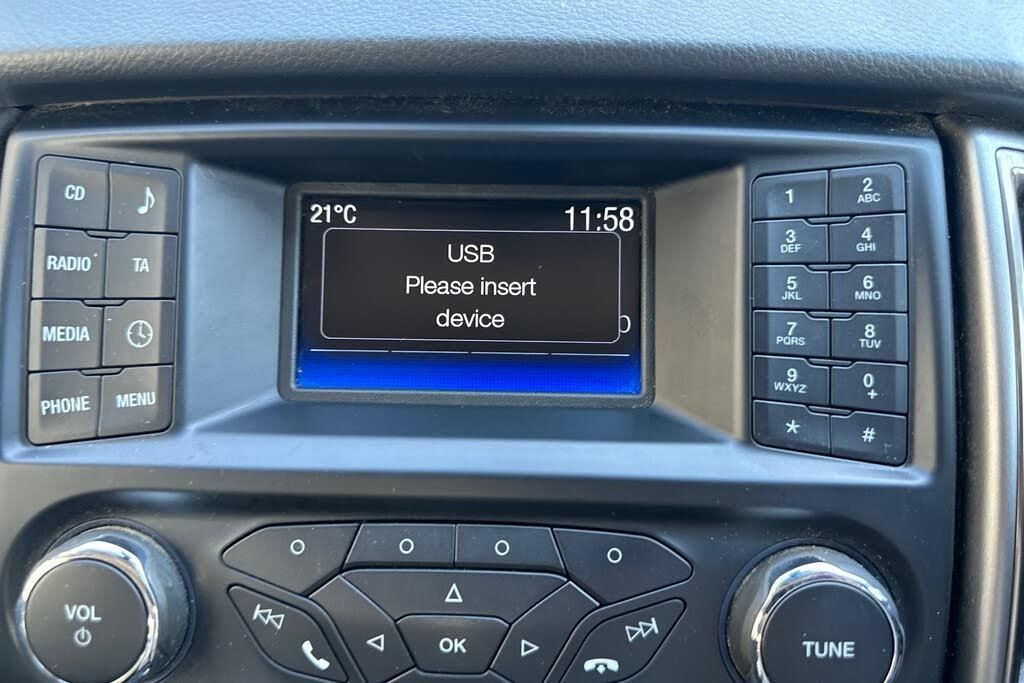 CD
RADIO
TA
MEDIA
PHONE
MENU
21°C
11:58
USB
Please insert
device
1
2
ABC
3
DEF
4
GHI
5
JKL
6
MNO
7
PQRS
8
TUV
9
WXYZ
0
+
*
#
VOL
OK
TUNE